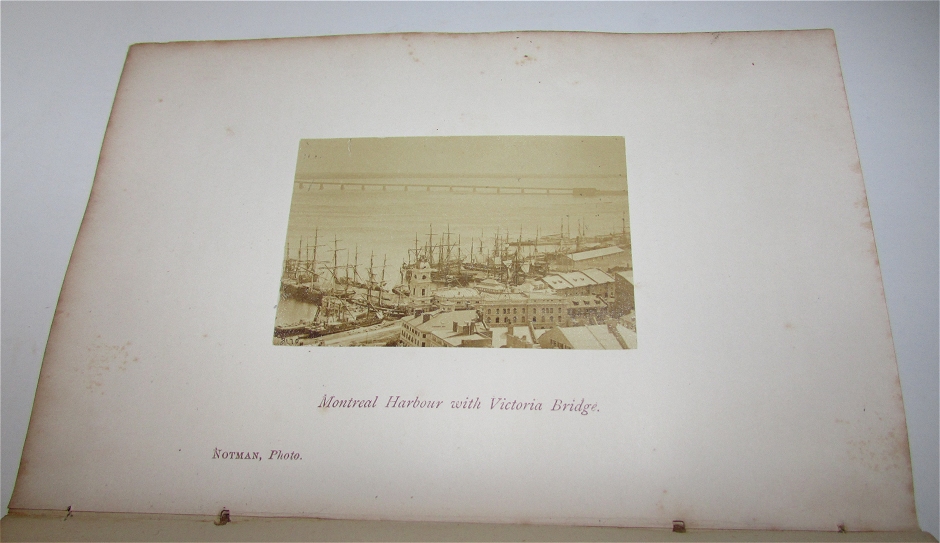 Montreal Harbour with Victoria Bridge.
NOTMAN, Photo.